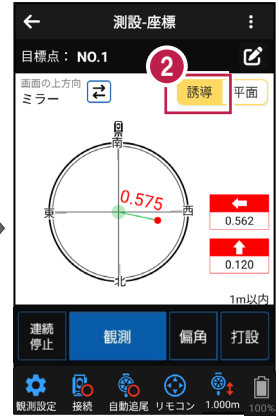 測設-座標
目標点： NO.1
2
画面の上方向
ミラー
誘導 平面
南
0.575
東 西
北
0.562
0.120
1m以内
連続
停止
観測
偏角
打設
観測設定 接続 自動追尾 リモコン 1.000m 100%